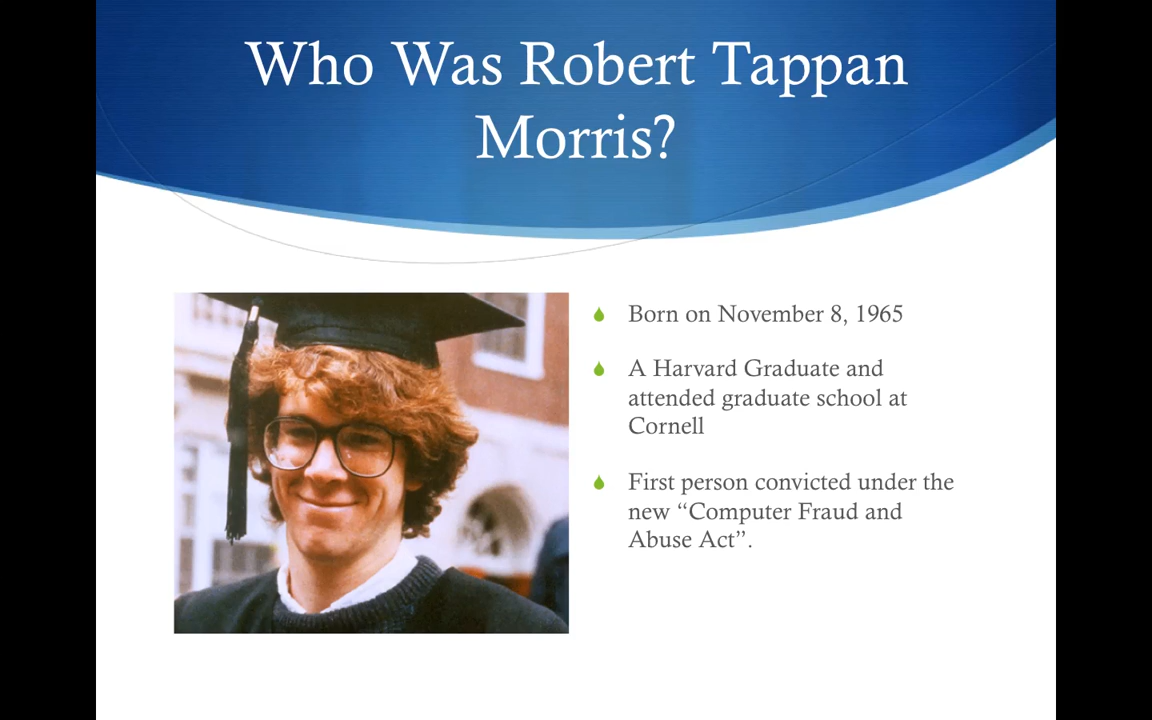 Who Was Robert Tappan
Morris?
Born on November 8, 1965
A Harvard Graduate and
attended graduate school at
Cornell
First person convicted under the
new “Computer Fraud and
Abuse Act”.